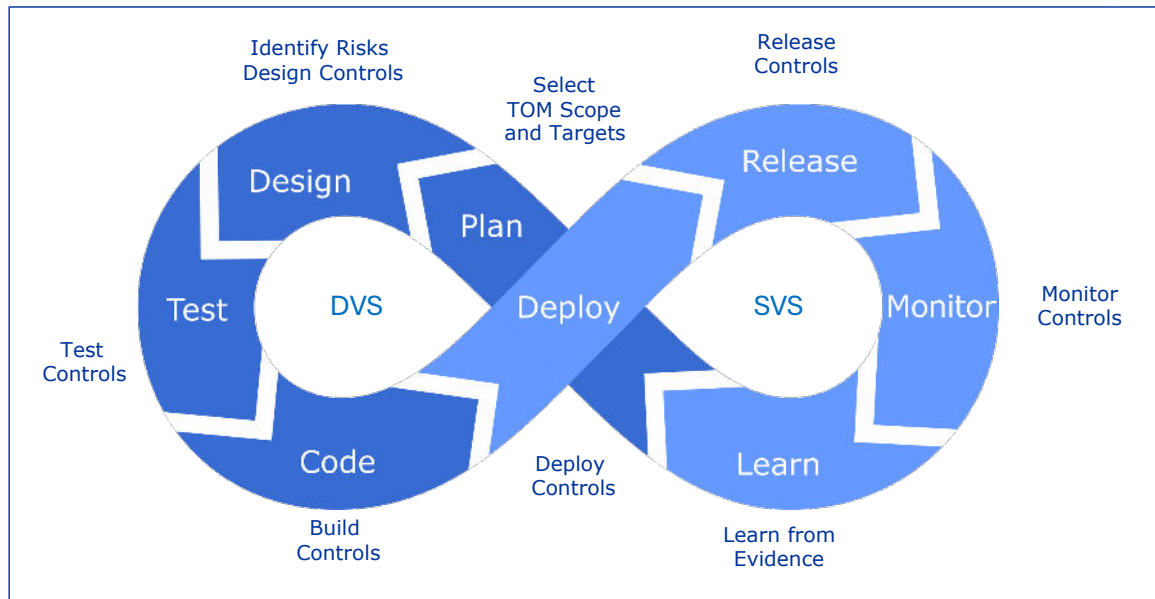 Identify Risks
Design Controls
Select
TOM Scope
and Targets
Release
Controls
Design
Plan
Release
Test
DVS
Deploy
SVS
Monitor
Monitor
Controls
Test
Controls
Code
Learn
Build
Controls
Deploy
Controls
Learn from
Evidence